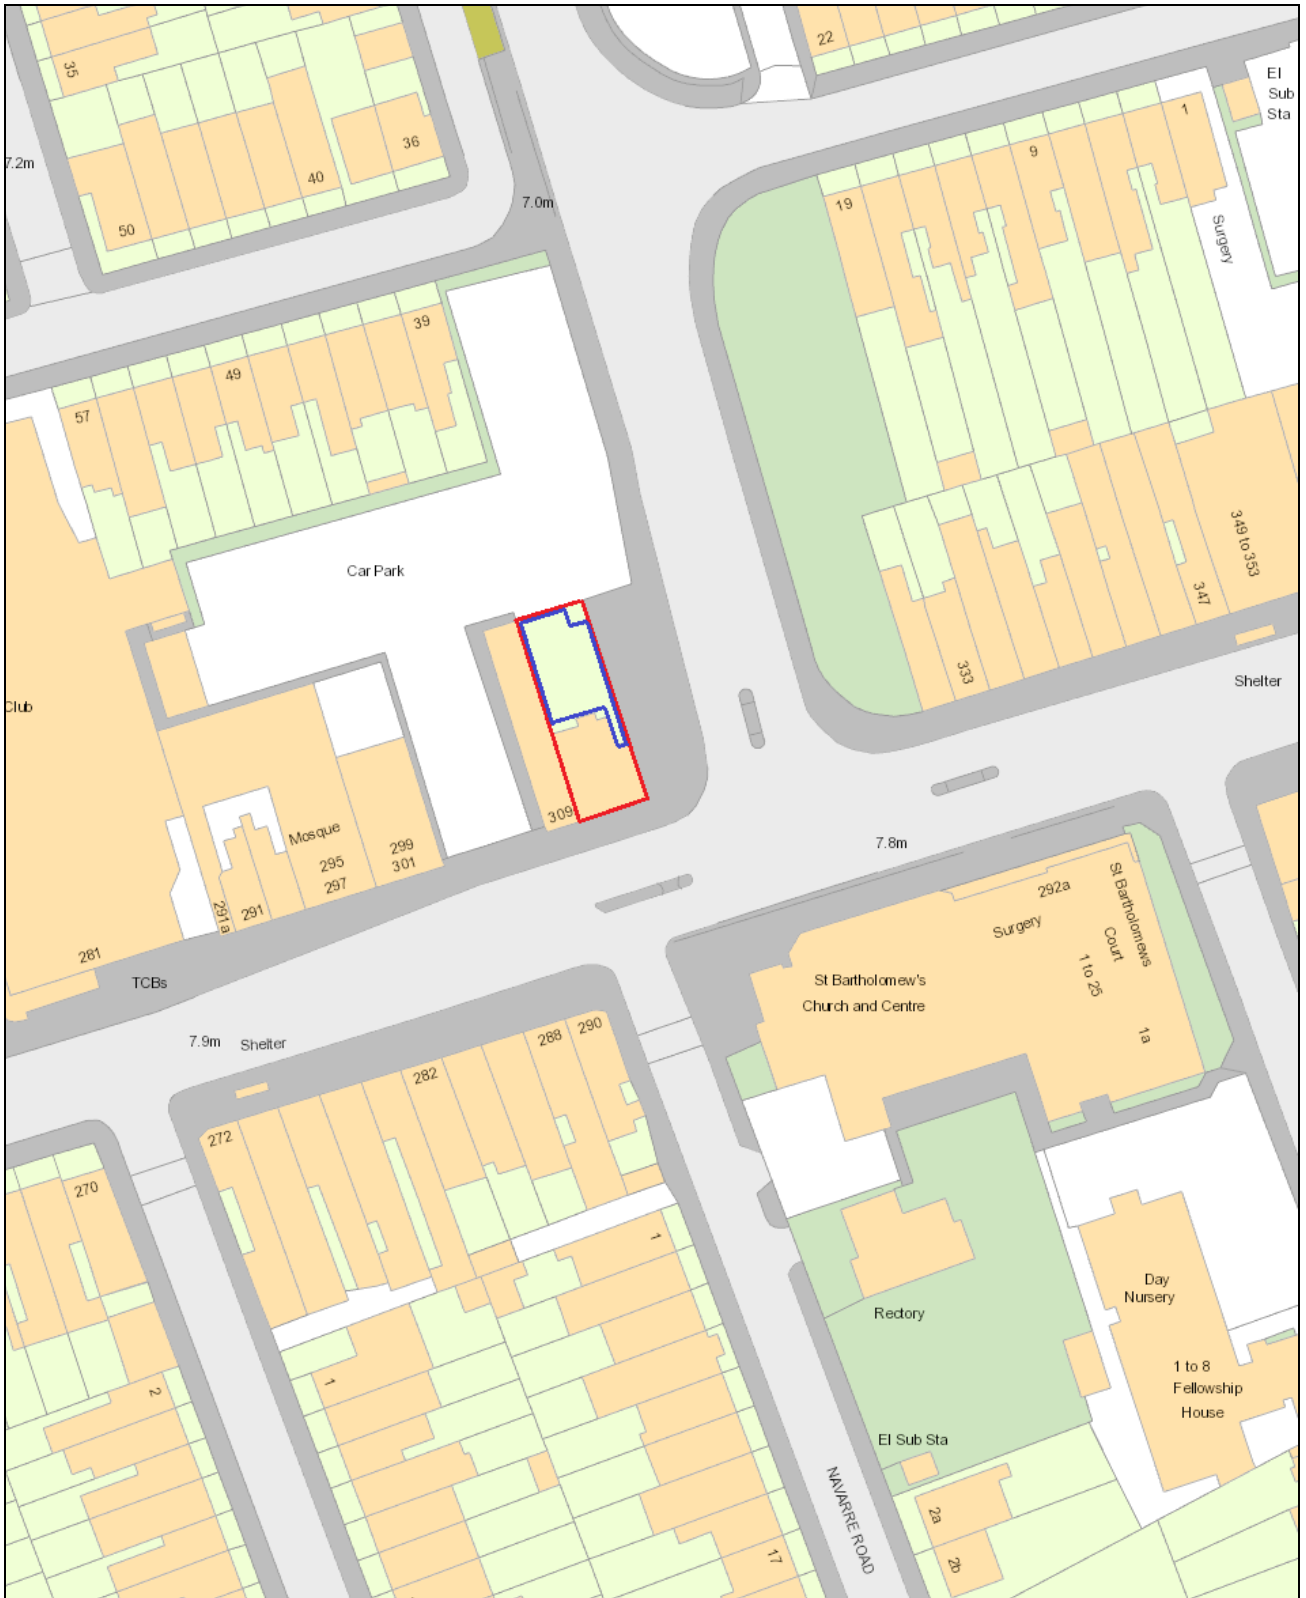 22
El
Sub
Sta
35
36
40
50
7.2m
7.0m
1
9
19
Surgery
39
49
57
Car Park
349 to 353
347
333
Shelter
Club
309
Mosque
295
297
299
301
291a
291
281
TCBs
7.8m
292a
Surgery
St Bartholomews
Court
1 to 25
1a
St Bartholomew's
Church and Centre
7.9m
Shelter
290
288
282
272
270
2
1
1
17
Rectory
Day
Nursery
1 to 8
Fellowship
House
El Sub Sta
NAVARRE ROAD
2a
2b